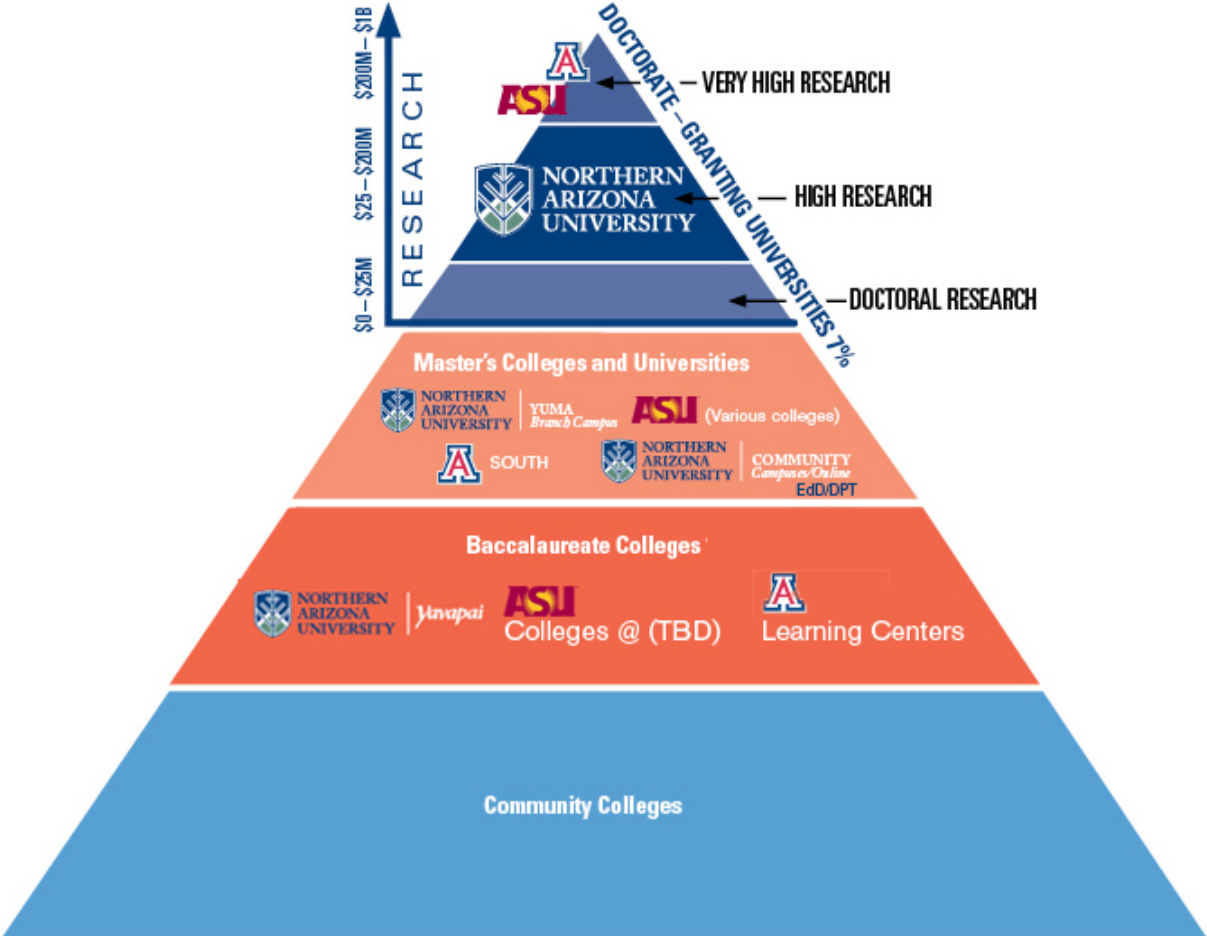 $200M – $1B
$25 – $200M
$0 – $25M
RESEARCH
DOCTORATE – GRANTING UNIVERSITIES 7%
A
ASU
VERY HIGH RESEARCH
NORTHERN
ARIZONA
UNIVERSITY
HIGH RESEARCH
DOCTORAL RESEARCH
Master's Colleges and Universities
NORTHERN
ARIZONA
UNIVERSITY
YUMA
Branch Campus
ASU (Various colleges)
A SOUTH
NORTHERN
ARIZONA
UNIVERSITY
COMMUNITY
Campuses/Online
EdD/DPT
Baccalaureate Colleges
NORTHERN
ARIZONA
UNIVERSITY
Yavapai
ASU
Colleges @ (TBD)
A
Learning Centers
Community Colleges